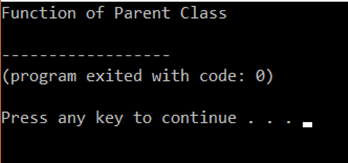 Function of Parent Class
------------------
(program exited with code: 0)
Press any key to continue . . .